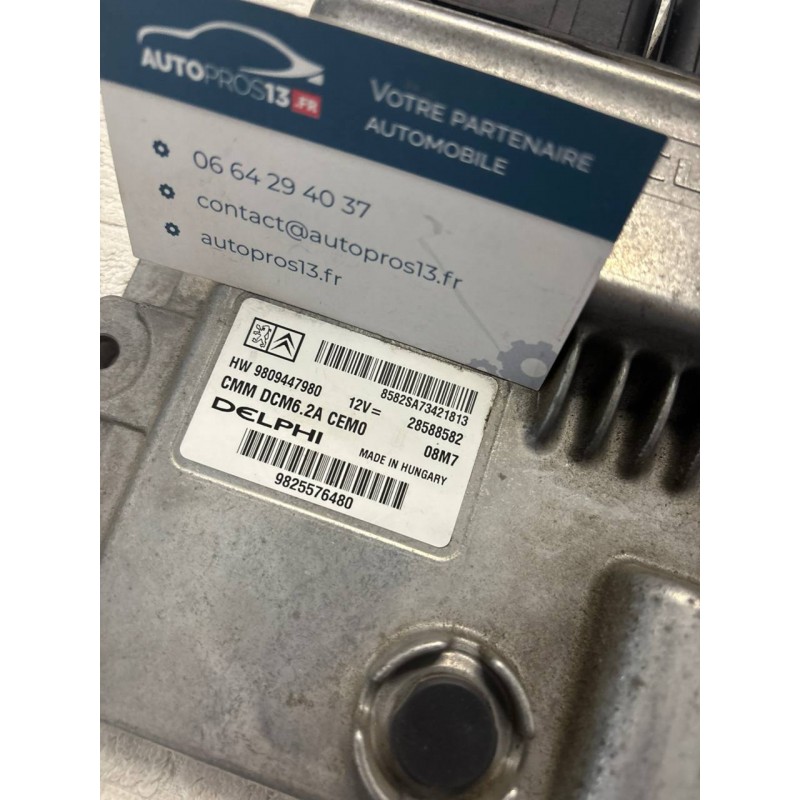 AUTOPROS13.FR
VOTRE PARTENAIRE
AUTOMOBILE
06 64 29 40 37
contact@autopros13.fr
autopros13.fr
8582SA73421813
HW 9809447980 12V= 28588582
CMM DCM6.2A CEM0 08M7
DELPHI MADE IN HUNGARY
9825576480